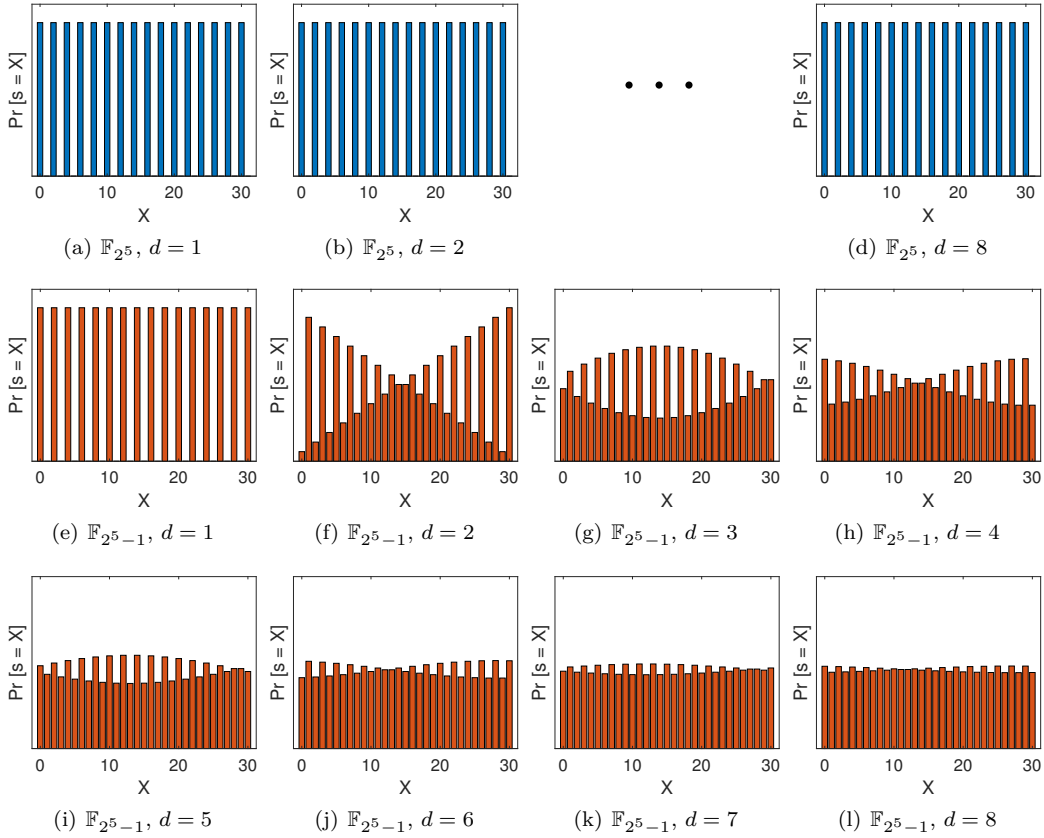 Pr [s = X]
0 10 20 30
X
(a) 𝔽_{2^5}, d = 1
Pr [s = X]
0 10 20 30
X
(b) 𝔽_{2^5}, d = 2
• • •
Pr [s = X]
0 10 20 30
X
(d) 𝔽_{2^5}, d = 8
Pr [s = X]
0 10 20 30
X
(e) 𝔽_{2^5−1}, d = 1
Pr [s = X]
0 10 20 30
X
(f) 𝔽_{2^5−1}, d = 2
Pr [s = X]
0 10 20 30
X
(g) 𝔽_{2^5−1}, d = 3
Pr [s = X]
0 10 20 30
X
(h) 𝔽_{2^5−1}, d = 4
Pr [s = X]
0 10 20 30
X
(i) 𝔽_{2^5−1}, d = 5
Pr [s = X]
0 10 20 30
X
(j) 𝔽_{2^5−1}, d = 6
Pr [s = X]
0 10 20 30
X
(k) 𝔽_{2^5−1}, d = 7
Pr [s = X]
0 10 20 30
X
(l) 𝔽_{2^5−1}, d = 8